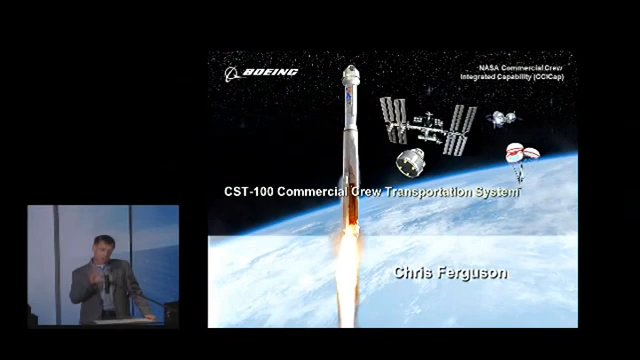 BOEING
NASA Commercial Crew
Integrated Capability (CCiCap)
CST-100 Commercial Crew Transportation System
Chris Ferguson